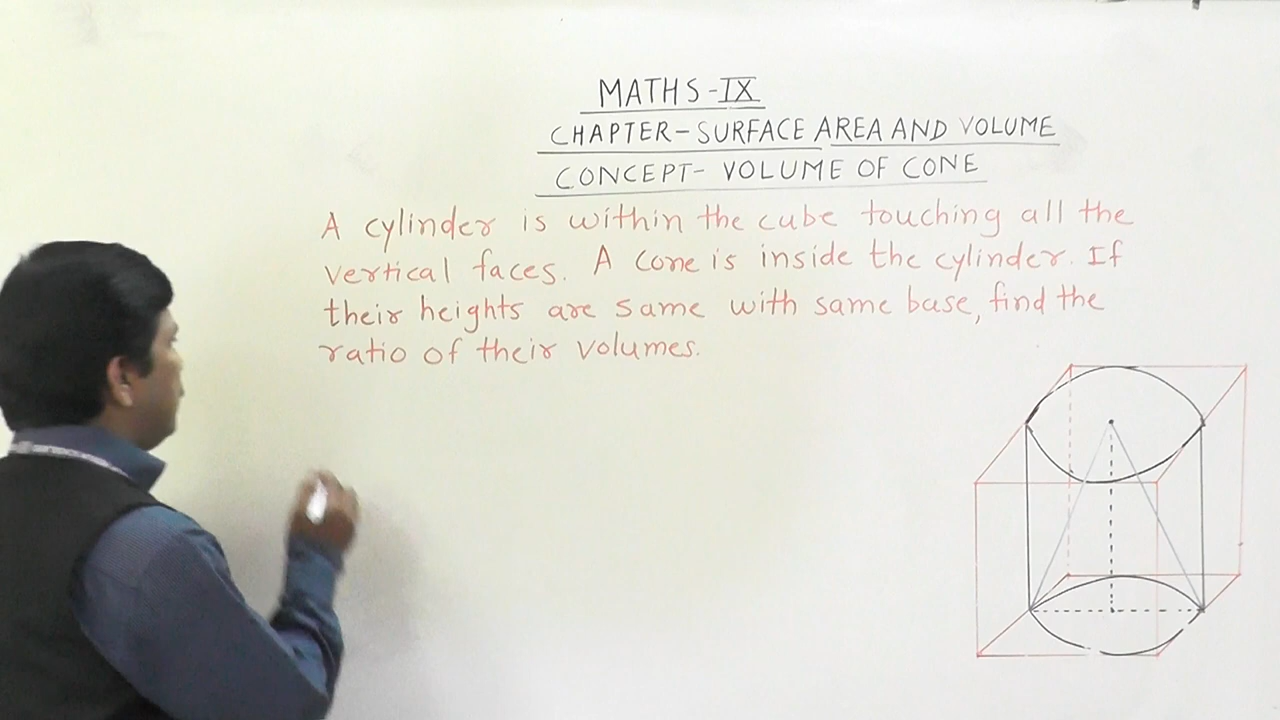 MATHS-IX
CHAPTER-SURFACE AREA AND VOLUME
CONCEPT-VOLUME OF CONE
A cylinder is within the cube touching all the
vertical faces. A cone is inside the cylinder. If
their heights are same with same base, find the
ratio of their volumes.